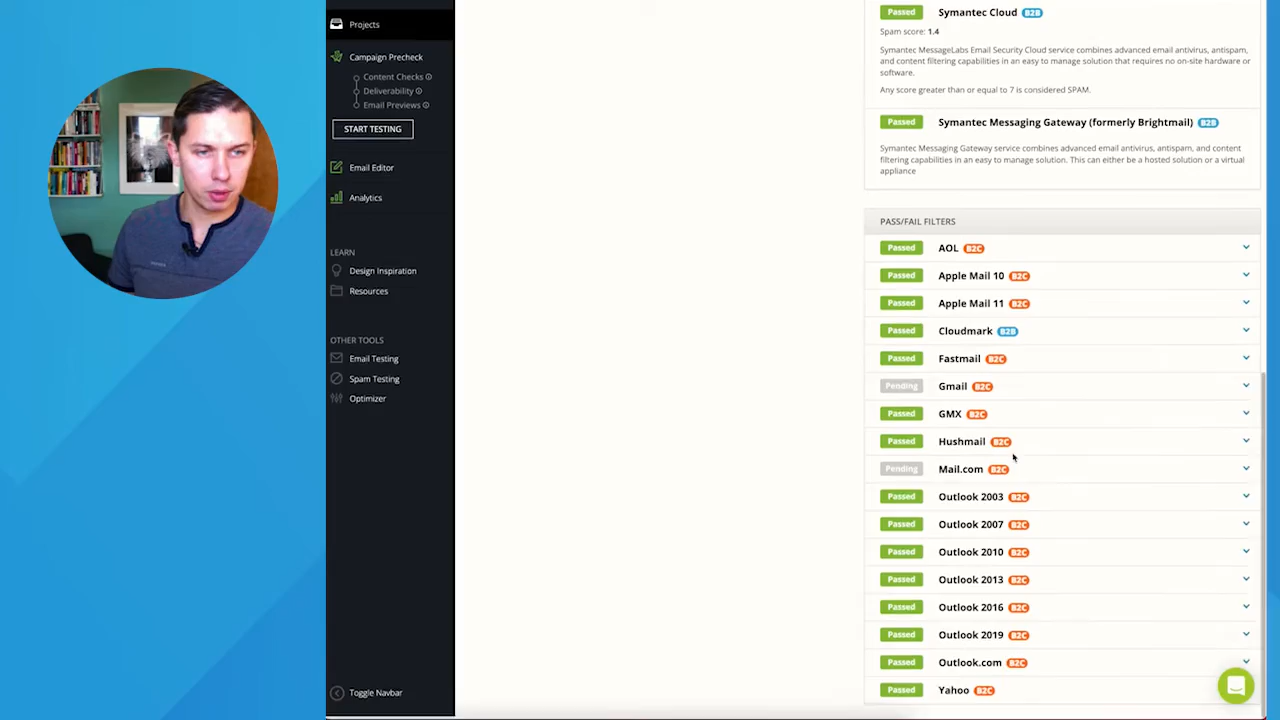 Projects
Campaign Precheck
Content Checks
Deliverability
Email Previews
START TESTING
Email Editor
Analytics
LEARN
Design Inspiration
Resources
OTHER TOOLS
Email Testing
Spam Testing
Optimizer
Toggle Navbar
Passed Symantec Cloud B2B
Spam score: 1.4
Symantec MessageLabs Email Security Cloud service combines advanced email antivirus, antispam,
and content filtering capabilities in an easy to manage solution that requires no on-site hardware or
software.
Any score greater than or equal to 7 is considered SPAM.
Passed Symantec Messaging Gateway (formerly Brightmail) B2B
Symantec Messaging Gateway service combines advanced email antivirus, antispam, and content
filtering capabilities in an easy to manage solution. This can either be a hosted solution or a virtual
appliance
PASS/FAIL FILTERS
Passed AOL B2C
Passed Apple Mail 10 B2C
Passed Apple Mail 11 B2C
Passed Cloudmark B2B
Passed Fastmail B2C
Pending Gmail B2C
Passed GMX B2C
Passed Hushmail B2C
Pending Mail.com B2C
Passed Outlook 2003 B2C
Passed Outlook 2007 B2C
Passed Outlook 2010 B2C
Passed Outlook 2013 B2C
Passed Outlook 2016 B2C
Passed Outlook 2019 B2C
Passed Outlook.com B2C
Passed Yahoo B2C